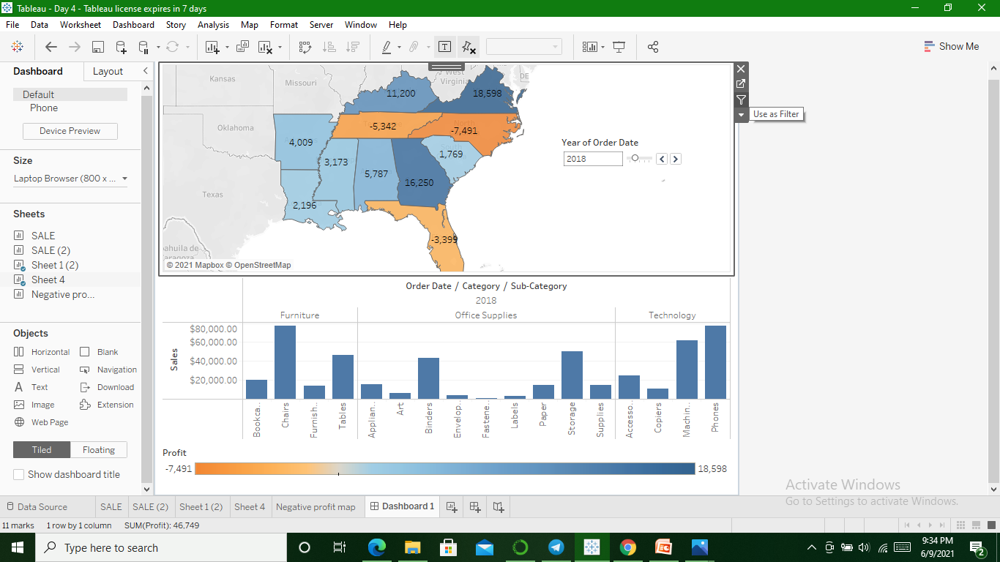 Tableau - Day 4 - Tableau license expires in 7 days
File Data Worksheet Dashboard Story Analysis Map Format Server Window Help
Show Me
Dashboard Layout
Default
Phone
Device Preview
Size
Laptop Browser (800 x ...
Sheets
SALE
SALE (2)
Sheet 1 (2)
Sheet 4
Negative pro...
Objects
Horizontal Blank
Vertical Navigation
Text Download
Image Extension
Web Page
Tiled Floating
Show dashboard title
Kansas
Missouri
West
Virginia
DE
11,200
18,598
Oklahoma
-5,342
-7,491
4,009
3,173
1,769
5,787
16,250
Texas
2,196
-3,399
© 2021 Mapbox © OpenStreetMap
Use as Filter
Year of Order Date
2018
Order Date / Category / Sub-Category
2018
Furniture Office Supplies Technology
Sales
$80,000.00
$60,000.00
$40,000.00
$20,000.00
Bookca..
Chairs
Furnish..
Tables
Applian..
Art
Binders
Envelop..
Fastene..
Labels
Paper
Storage
Supplies
Accesso..
Copiers
Machin..
Phones
Profit
-7,491 18,598
Activate Windows
Go to Settings to activate Windows.
Data Source SALE SALE (2) Sheet 1 (2) Sheet 4 Negative profit map Dashboard 1
11 marks 1 row by 1 column SUM(Profit): 46,749
Type here to search
9:34 PM
6/9/2021
2